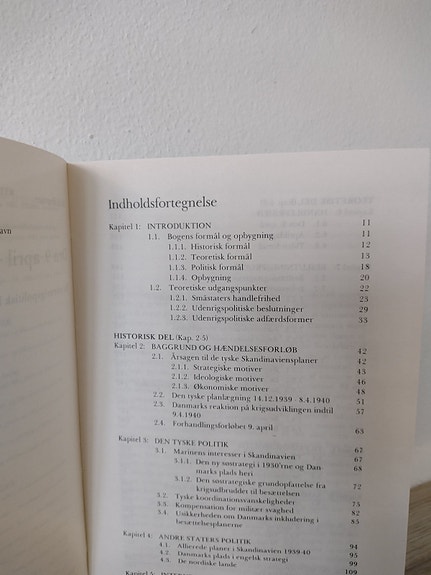 Indholdsfortegnelse
Kapitel 1: INTRODUKTION 11
1.1. Bogens formål og opbygning 11
1.1.1. Historisk formål 12
1.1.2. Teoretisk formål 13
1.1.3. Politisk formål 18
1.1.4. Opbygning 20
1.2. Teoretiske udgangspunkter 22
1.2.1. Småstaters handlefrihed 23
1.2.2. Udenrigspolitiske beslutninger 29
1.2.3. Udenrigspolitiske adfærdsformer 33
HISTORISK DEL (Kap. 2-5)
Kapitel 2: BAGGRUND OG HÆNDELSESFORLØB 42
2.1. Årsagen til de tyske Skandinaviensplaner 42
2.1.1. Strategiske motiver 43
2.1.2. Ideologiske motiver 46
2.1.3. Økonomiske motiver 48
2.2. Den tyske planlægning 14.12.1939 - 8.4.1940 51
2.3. Danmarks reaktion på krigsudviklingen indtil 57
9.4.1940
2.4. Forhandlingsforløbet 9. april 63
Kapitel 3: DEN TYSKE POLITIK 67
3.1. Marinens interesser i Skandinavien 67
3.1.1. Den ny søstrategi i 1930'rne og Dan 68
marks plads heri
3.1.2. Den søstrategiske grundopfattelse fra 72
krigsudbruddet til besættelsen
3.2. Tyske koordinationsvanskeligheder 75
3.3. Kompensation for militær svaghed 82
3.4. Usikkerheden om Danmarks inkludering i 85
besættelsesplanerne
Kapitel 4: ANDRE STATERS POLITIK 94
4.1. Allierede planer i Skandinavien 1939-40 95
4.2. Danmarks plads i engelsk strategi 99
4.3. De nordiske lande 109